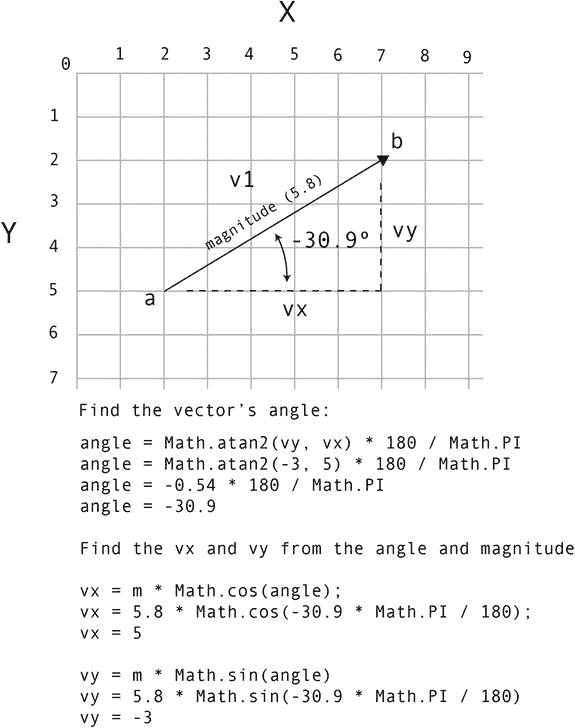 X
0 1 2 3 4 5 6 7 8 9
1
b
2
v1
magnitude (5.8)
3
Y
-30.9º
vy
4
a
5
vx
6
7
Find the vector’s angle:
angle = Math.atan2(vy, vx) * 180 / Math.PI
angle = Math.atan2(-3, 5) * 180 / Math.PI
angle = -0.54 * 180 / Math.PI
angle = -30.9
Find the vx and vy from the angle and magnitude
vx = m * Math.cos(angle);
vx = 5.8 * Math.cos(-30.9 * Math.PI / 180);
vx = 5
vy = m * Math.sin(angle)
vy = 5.8 * Math.sin(-30.9 * Math.PI / 180)
vy = -3